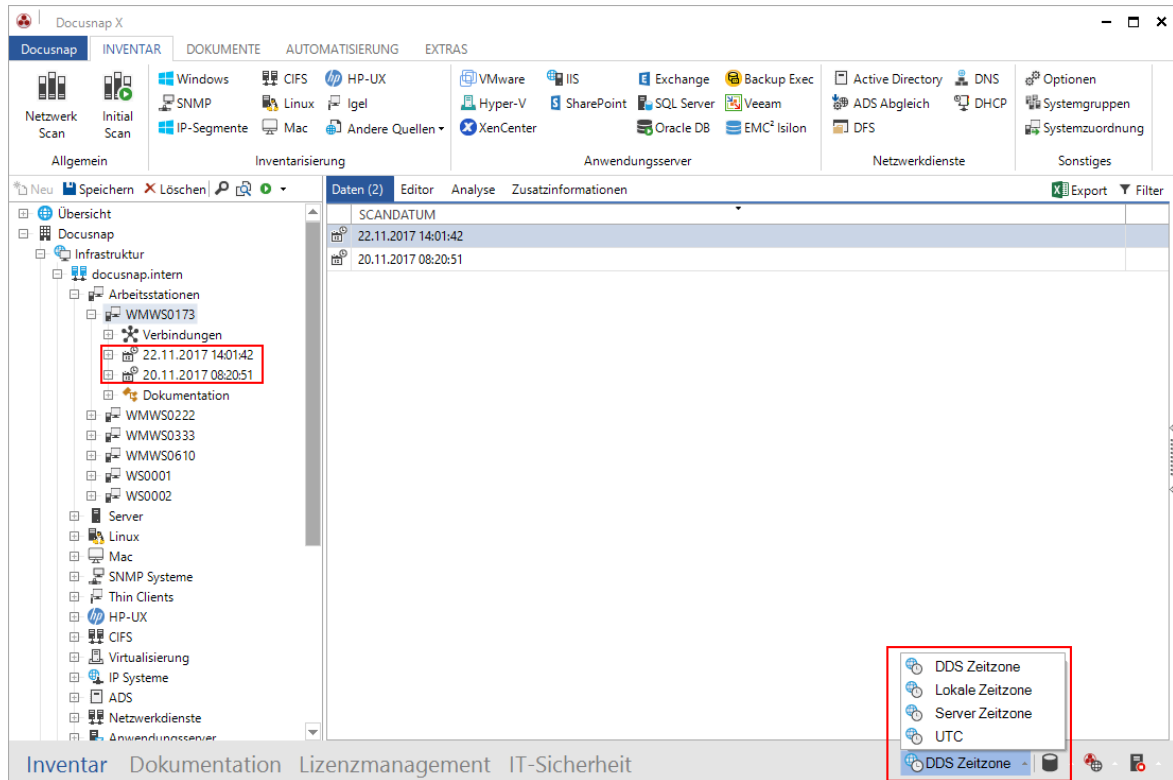 Docusnap X
Docusnap INVENTAR DOKUMENTE AUTOMATISIERUNG EXTRAS
Netzwerk Scan
Initial Scan
Allgemein
Windows CIFS HP-UX
SNMP Linux Igel
IP-Segmente Mac Andere Quellen
Inventarisierung
VMware IIS Exchange Backup Exec
Hyper-V SharePoint SQL Server Veeam
XenCenter Oracle DB EMC² Isilon
Anwendungsserver
Active Directory DNS
ADS Abgleich DHCP
DFS
Netzwerkdienste
Optionen
Systemgruppen
Systemzuordnung
Sonstiges
Neu Speichern Löschen
Übersicht
Docusnap
Infrastruktur
docusnap.intern
Arbeitsstationen
WMWS0173
Verbindungen
22.11.2017 14:01:42
20.11.2017 08:20:51
Dokumentation
WMWS0222
WMWS0333
WMWS0610
WS0001
WS0002
Server
Linux
Mac
SNMP Systeme
Thin Clients
HP-UX
CIFS
Virtualisierung
IP Systeme
ADS
Netzwerkdienste
Anwendungsserver
Daten (2) Editor Analyse Zusatzinformationen Export Filter
SCANDATUM
22.11.2017 14:01:42
20.11.2017 08:20:51
DDS Zeitzone
Lokale Zeitzone
Server Zeitzone
UTC
DDS Zeitzone
Inventar Dokumentation Lizenzmanagement IT-Sicherheit